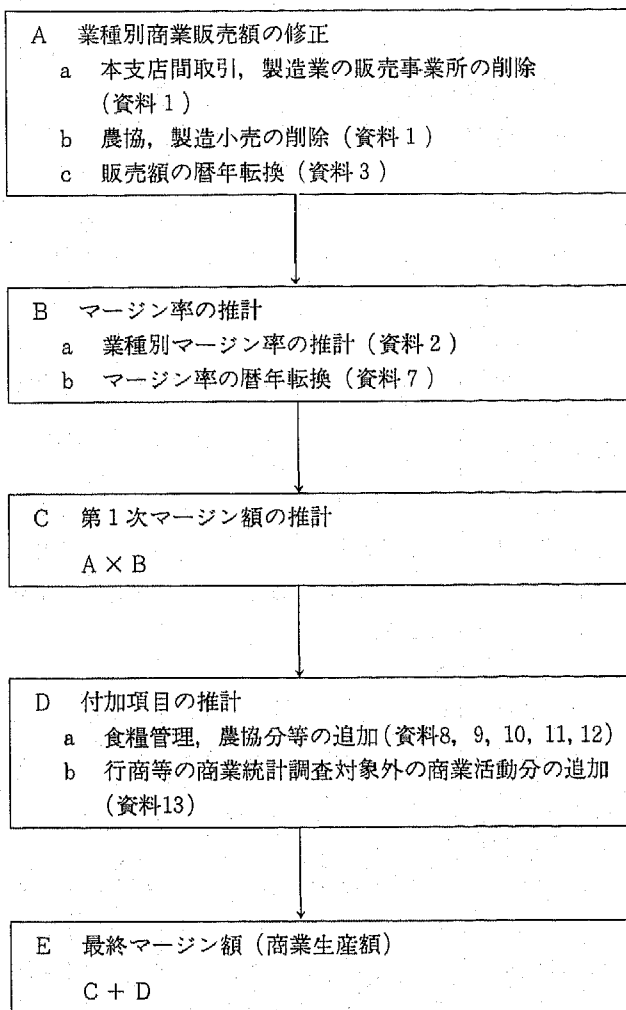 A 業種別商業販売額の修正
a 本支店間取引，製造業の販売事業所の削除
(資料1)
b 農協，製造小売の削除(資料1)
c 販売額の暦年転換(資料3)
B マージン率の推計
a 業種別マージン率の推計(資料2)
b マージン率の暦年転換(資料7)
C 第1次マージン額の推計
A×B
D 付加項目の推計
a 食糧管理，農協分等の追加(資料8，9，10，11，12)
b 行商等の商業統計調査対象外の商業活動分の追加
(資料13)
E 最終マージン額(商業生産額)
C+D